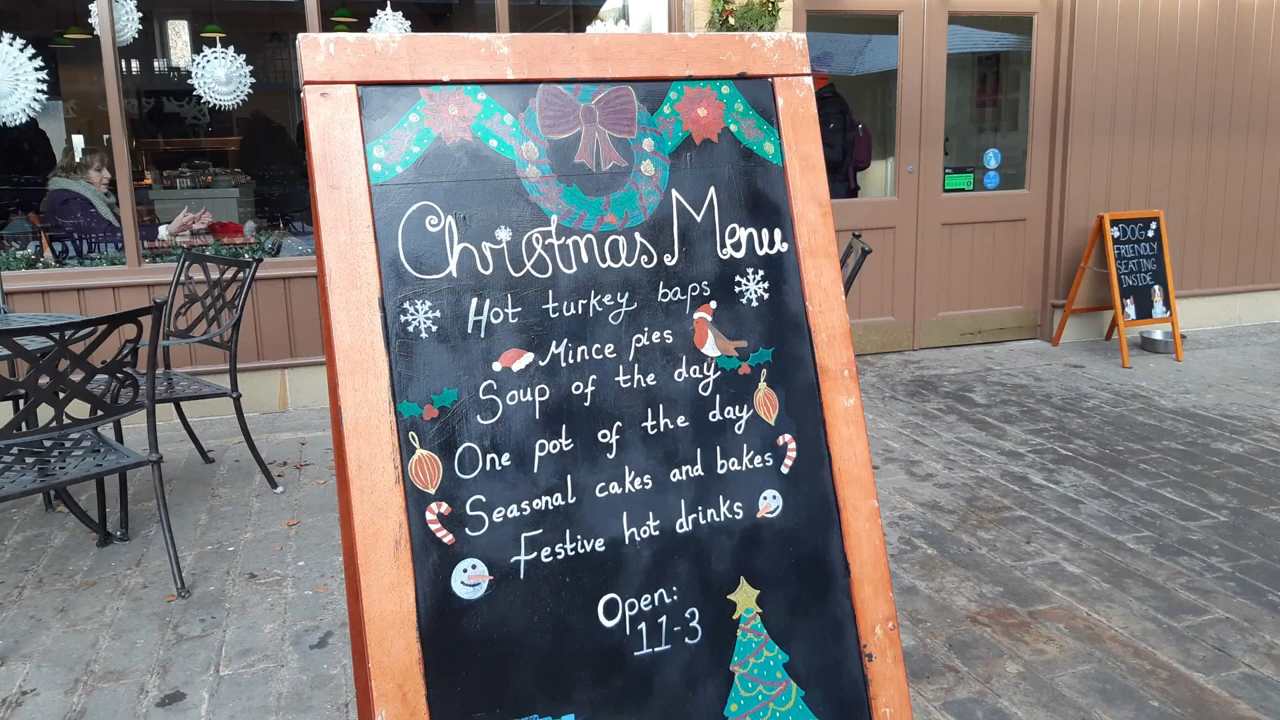 Christmas Menu
Hot turkey baps
Mince pies
Soup of the day
One pot of the day
Seasonal cakes and bakes
Festive hot drinks
Open:
11-3
DOG
FRIENDLY
SEATING
INSIDE